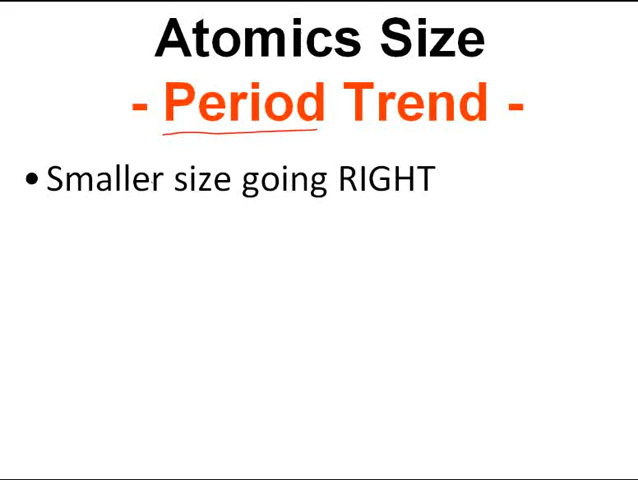 Atomics Size
- Period Trend -
• Smaller size going RIGHT